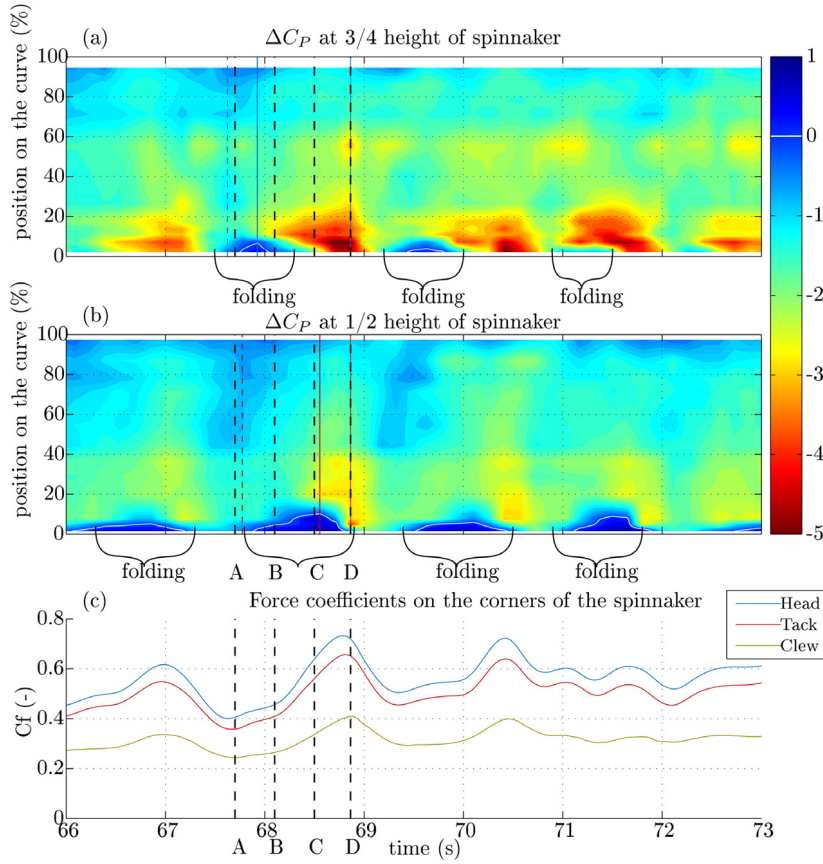 (a)
ΔC_P at 3/4 height of spinnaker
position on the curve (%)
100
80
60
40
20
0
folding
folding
folding
1
0
-1
-2
-3
-4
-5
(b)
ΔC_P at 1/2 height of spinnaker
position on the curve (%)
100
80
60
40
20
0
folding
A
B
C
D
folding
folding
(c)
Force coefficients on the corners of the spinnaker
Head
Tack
Clew
Cf (-)
0.8
0.6
0.4
0.2
0
66
67
68
69
70
71
72
73
A
B
C
D
time (s)